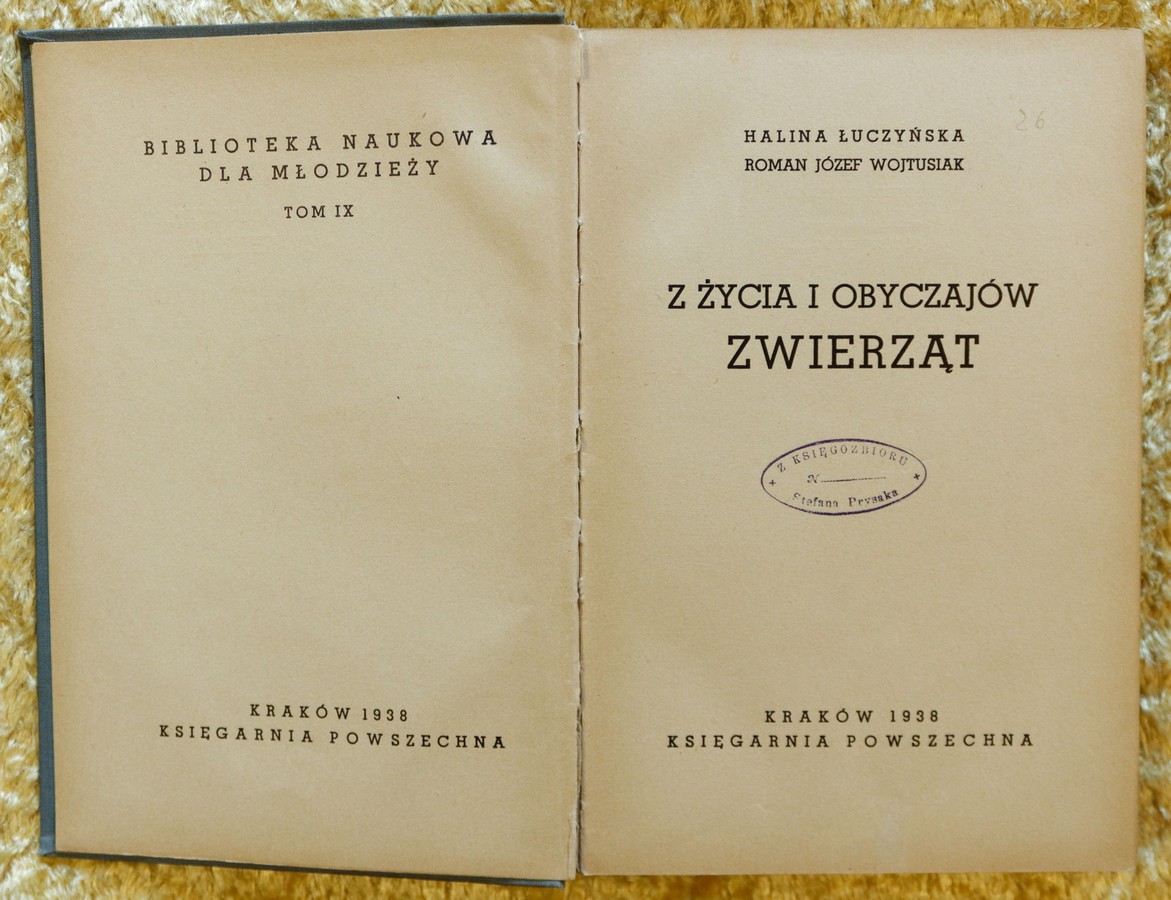 BIBLIOTEKA NAUKOWA
DLA MŁODZIEŻY
TOM IX
KRAKÓW 1938
KSIĘGARNIA POWSZECHNA
26
HALINA ŁUCZYŃSKA
ROMAN JÓZEF WOJTUSIAK
Z ŻYCIA I OBYCZAJÓW
ZWIERZĄT
Z KSIĘGOZBIORU
N
Stefana Prysaka
KRAKÓW 1938
KSIĘGARNIA POWSZECHNA